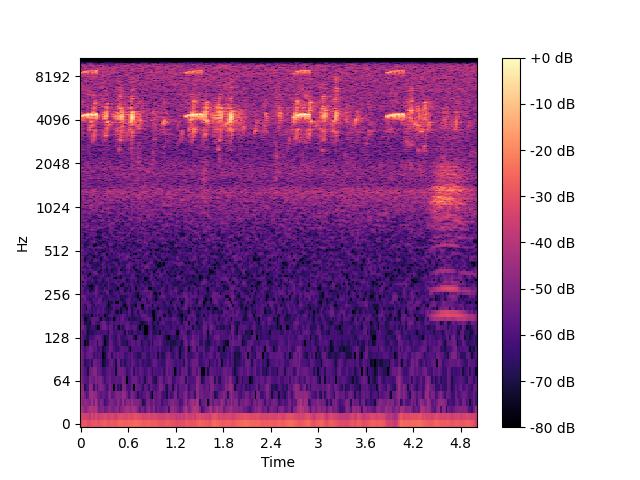 Hz
8192
4096
2048
1024
512
256
128
64
0
0 0.6 1.2 1.8 2.4 3 3.6 4.2 4.8
Time
+0 dB
-10 dB
-20 dB
-30 dB
-40 dB
-50 dB
-60 dB
-70 dB
-80 dB